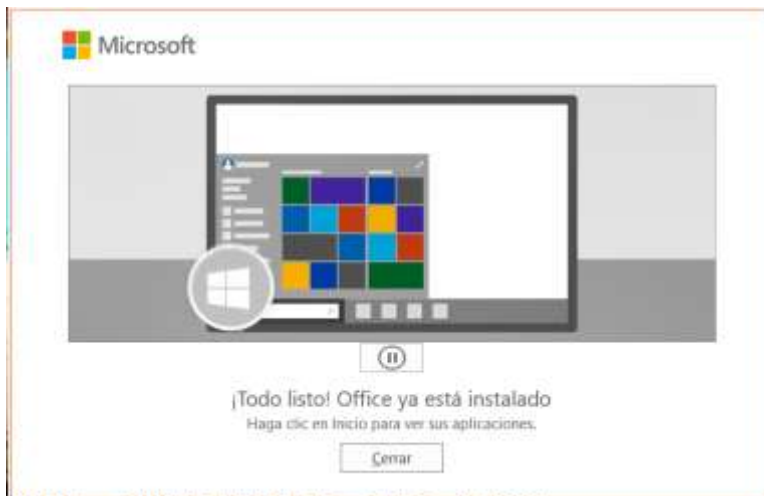 Microsoft
¡Todo listo! Office ya está instalado
Haga clic en Inicio para ver sus aplicaciones.
Cerrar